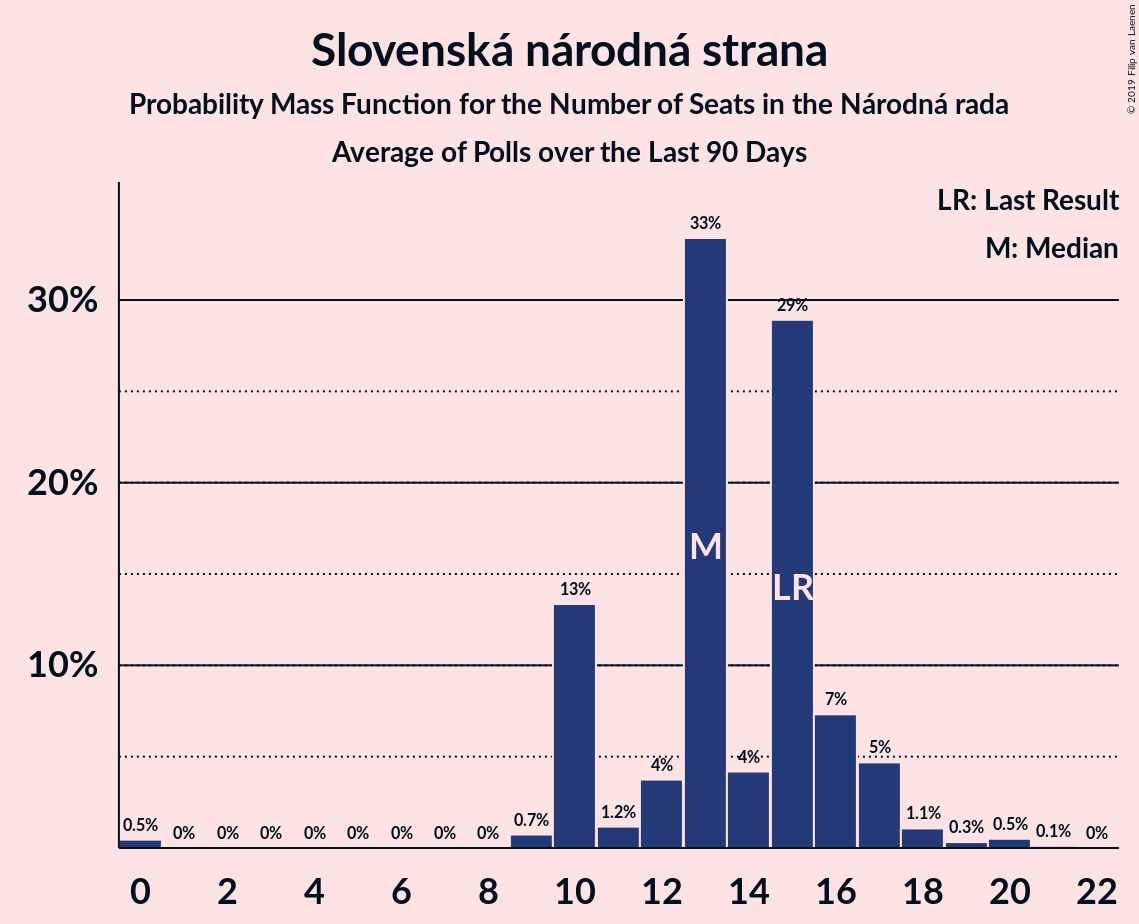 Slovenská národná strana
Probability Mass Function for the Number of Seats in the Národná rada
Average of Polls over the Last 90 Days
© 2019 Filip van Laenen
LR: Last Result
M: Median
30%
20%
10%
0.5%
0%
0%
0%
0%
0%
0%
0%
0%
0.7%
13%
1.2%
4%
33%
4%
29%
7%
5%
1.1%
0.3%
0.5%
0.1%
0%
M
LR
0 2 4 6 8 10 12 14 16 18 20 22